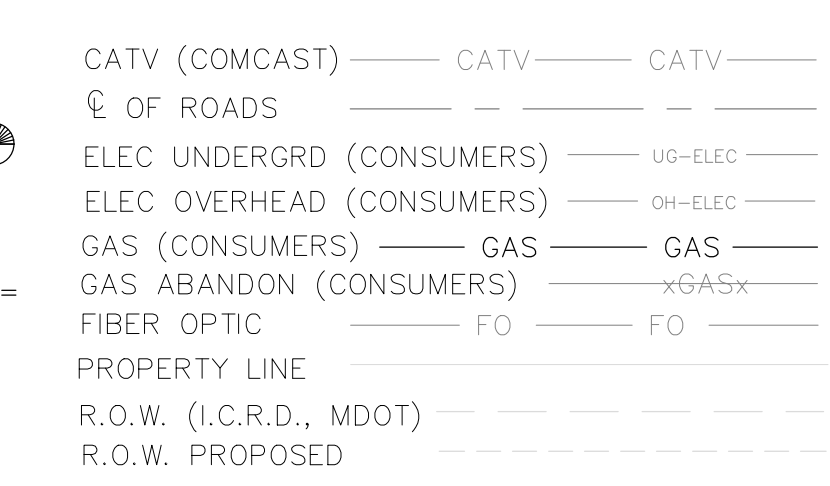 CATV (COMCAST) CATV CATV
℄ OF ROADS
ELEC UNDERGRD (CONSUMERS) UG-ELEC
ELEC OVERHEAD (CONSUMERS) OH-ELEC
GAS (CONSUMERS) GAS GAS
GAS ABANDON (CONSUMERS) xGASx
=
FIBER OPTIC FO FO
PROPERTY LINE
R.O.W. (I.C.R.D., MDOT)
R.O.W. PROPOSED